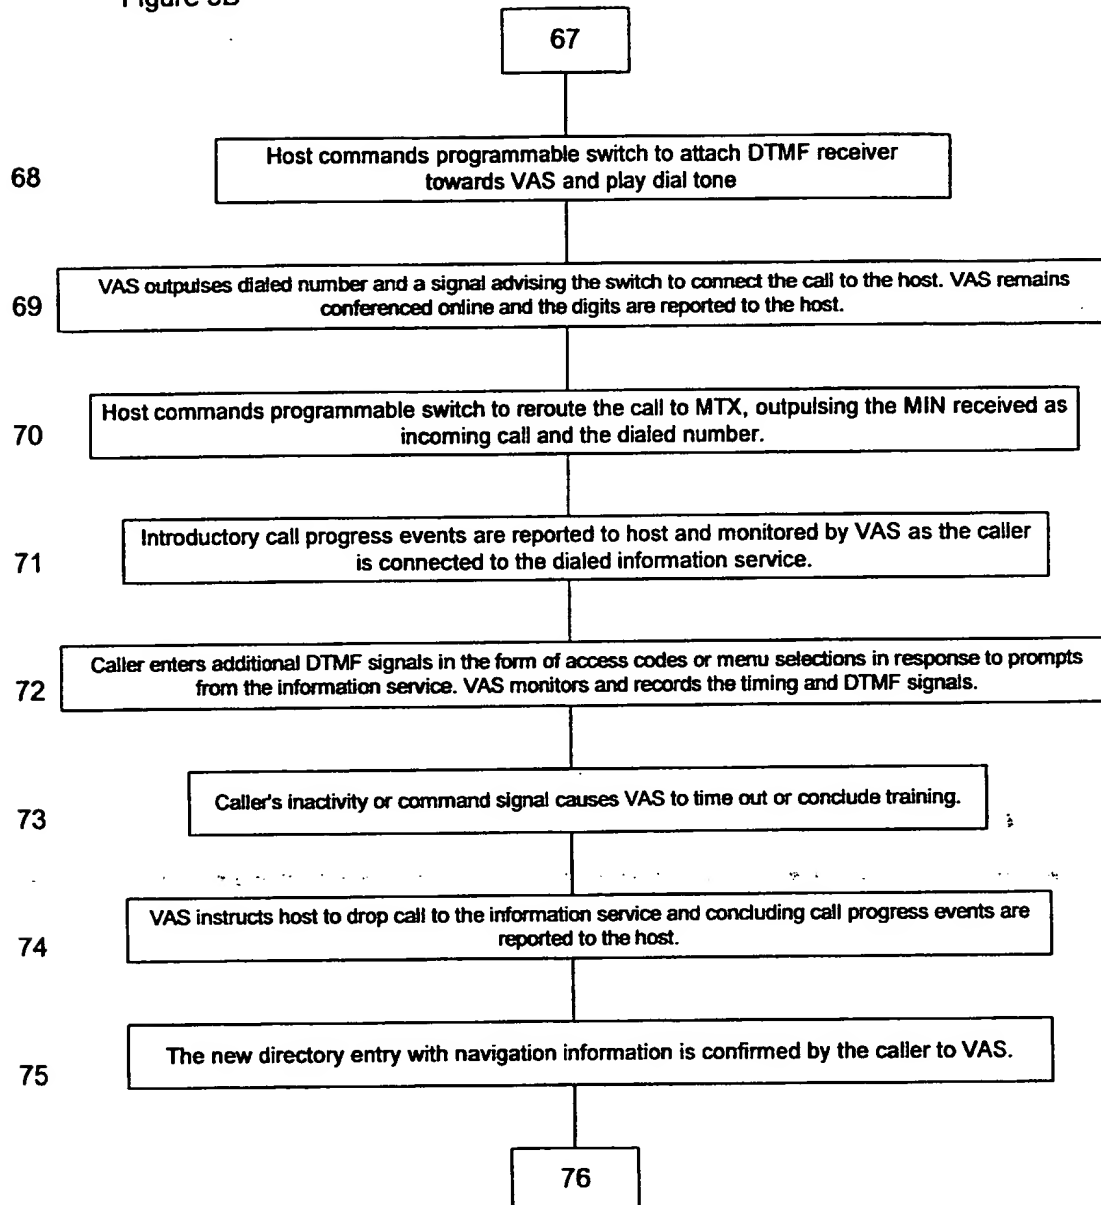 67
68
Host commands programmable switch to attach DTMF receiver
towards VAS and play dial tone
69
VAS outpulses dialed number and a signal advising the switch to connect the call to the host. VAS remains
conferenced online and the digits are reported to the host.
70
Host commands programmable switch to reroute the call to MTX, outpulsing the MIN received as
incoming call and the dialed number.
71
Introductory call progress events are reported to host and monitored by VAS as the caller
is connected to the dialed information service.
72
Caller enters additional DTMF signals in the form of access codes or menu selections in response to prompts
from the information service. VAS monitors and records the timing and DTMF signals.
73
Caller's inactivity or command signal causes VAS to time out or conclude training.
74
VAS instructs host to drop call to the information service and concluding call progress events are
reported to the host.
75
The new directory entry with navigation information is confirmed by the caller to VAS.
76